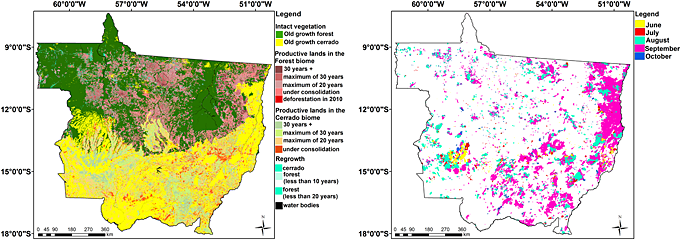 60°0'0"W 57°0'0"W 54°0'0"W 51°0'0"W
9°0'0"S
12°0'0"S
15°0'0"S
18°0'0"S
0 45 90 180 270 360
km
N
Legend
Intact vegetation
Old growth forest
Old growth cerrado
Productive lands in the
Forest biome
30 years +
maximum of 30 years
maximum of 20 years
under consolidation
deforestation in 2010
Productive lands in the
Cerrado biome
30 years +
maximum of 30 years
maximum of 20 years
under consolidation
Regrowth
cerrado
forest
(less than 10 years)
forest
(less than 20 years)
water bodies
60°0'0"W 57°0'0"W 54°0'0"W 51°0'0"W
9°0'0"S
12°0'0"S
15°0'0"S
18°0'0"S
0 45 90 180 270 360
km
N
Legend
June
July
August
September
October